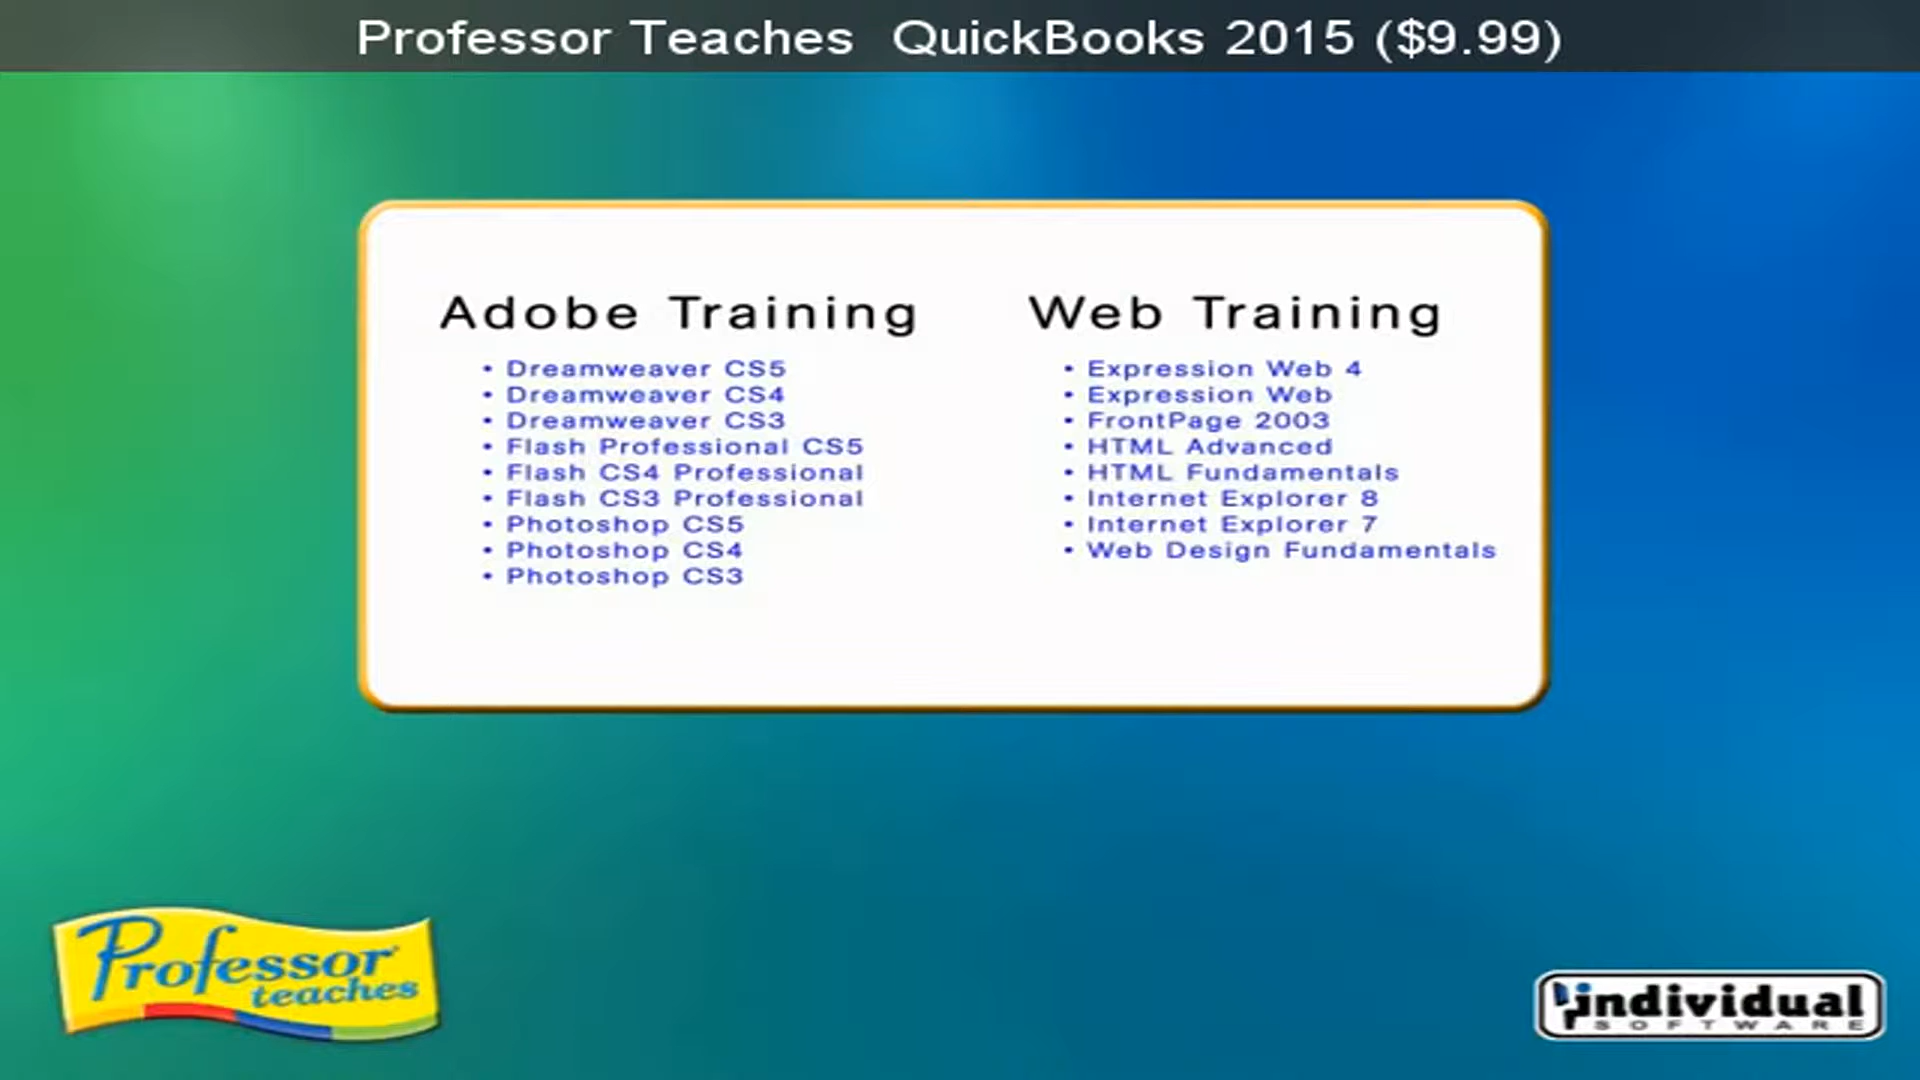 Professor Teaches  QuickBooks 2015 ($9.99)
Adobe Training
• Dreamweaver CS5
• Dreamweaver CS4
• Dreamweaver CS3
• Flash Professional CS5
• Flash CS4 Professional
• Flash CS3 Professional
• Photoshop CS5
• Photoshop CS4
• Photoshop CS3
Web Training
• Expression Web 4
• Expression Web
• FrontPage 2003
• HTML Advanced
• HTML Fundamentals
• Internet Explorer 8
• Internet Explorer 7
• Web Design Fundamentals
Professor
teaches
individual
SOFTWARE